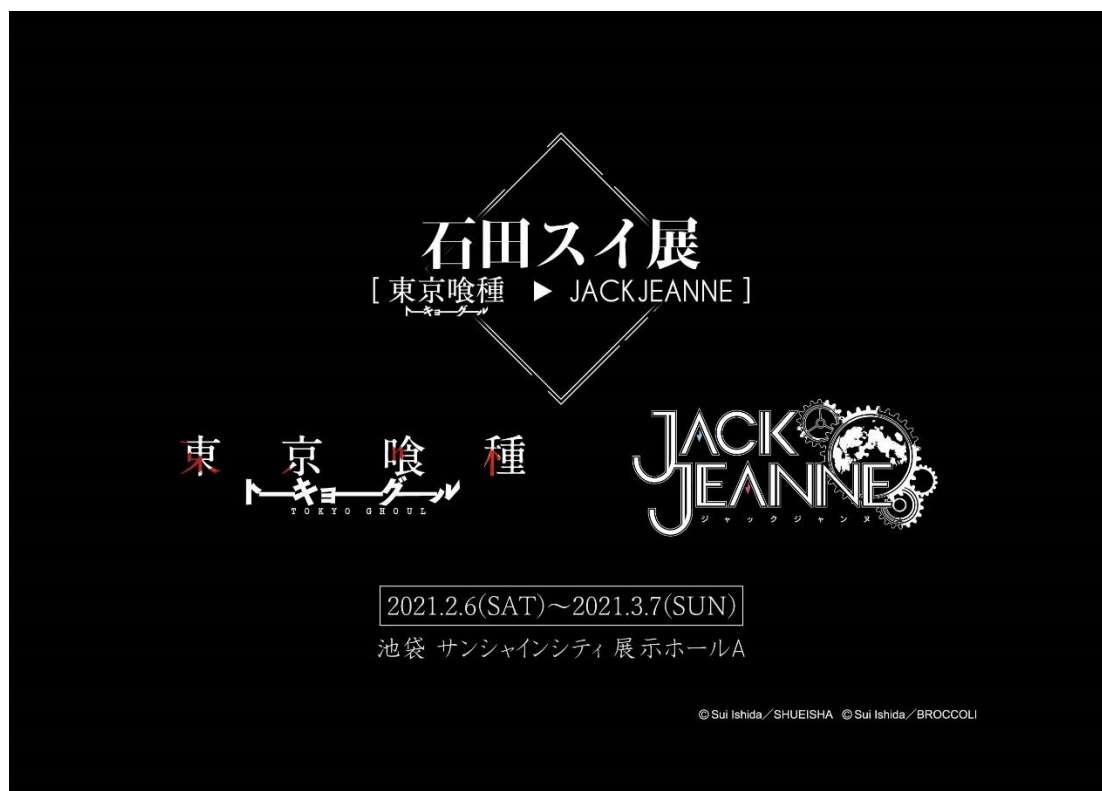 石田スイ展
[ 東京喰種 ▶ JACKJEANNE ]
トーキョーグール
東京喰種
トーキョーグール
TOKYO GHOUL
JACK
JEANNE
ジャックジャンヌ
2021.2.6(SAT)～2021.3.7(SUN)
池袋 サンシャインシティ 展示ホールA
©Sui Ishida／SHUEISHA ©Sui Ishida／BROCCOLI